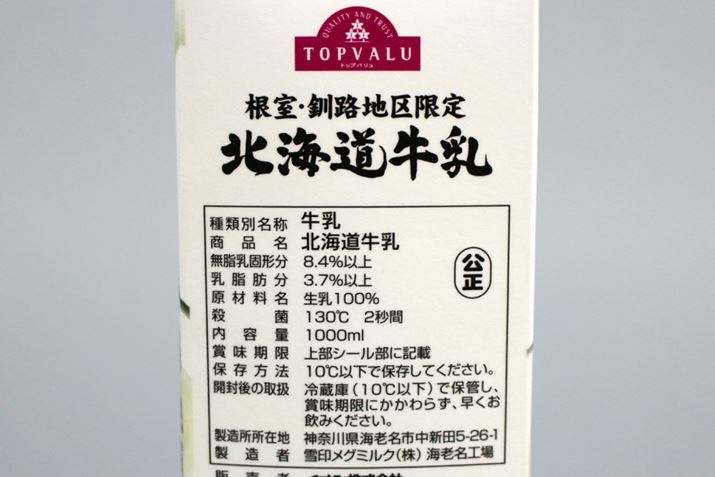 QUALITY AND TRUST
TOPVALU
トップバリュ
根室・釧路地区限定
北海道牛乳
種類別名称 牛乳
商品名 北海道牛乳
無脂乳固形分 8.4%以上
乳脂肪分 3.7%以上
原材料名 生乳100%
殺菌 130℃ 2秒間
内容量 1000ml
賞味期限 上部シール部に記載
保存方法 10℃以下で保存してください。
開封後の取扱 冷蔵庫(10℃以下)で保管し、
賞味期限にかかわらず、早くお
飲みください。
製造所所在地 神奈川県海老名市中新田5-26-1
製造者 雪印メグミルク(株) 海老名工場
公正
販売者